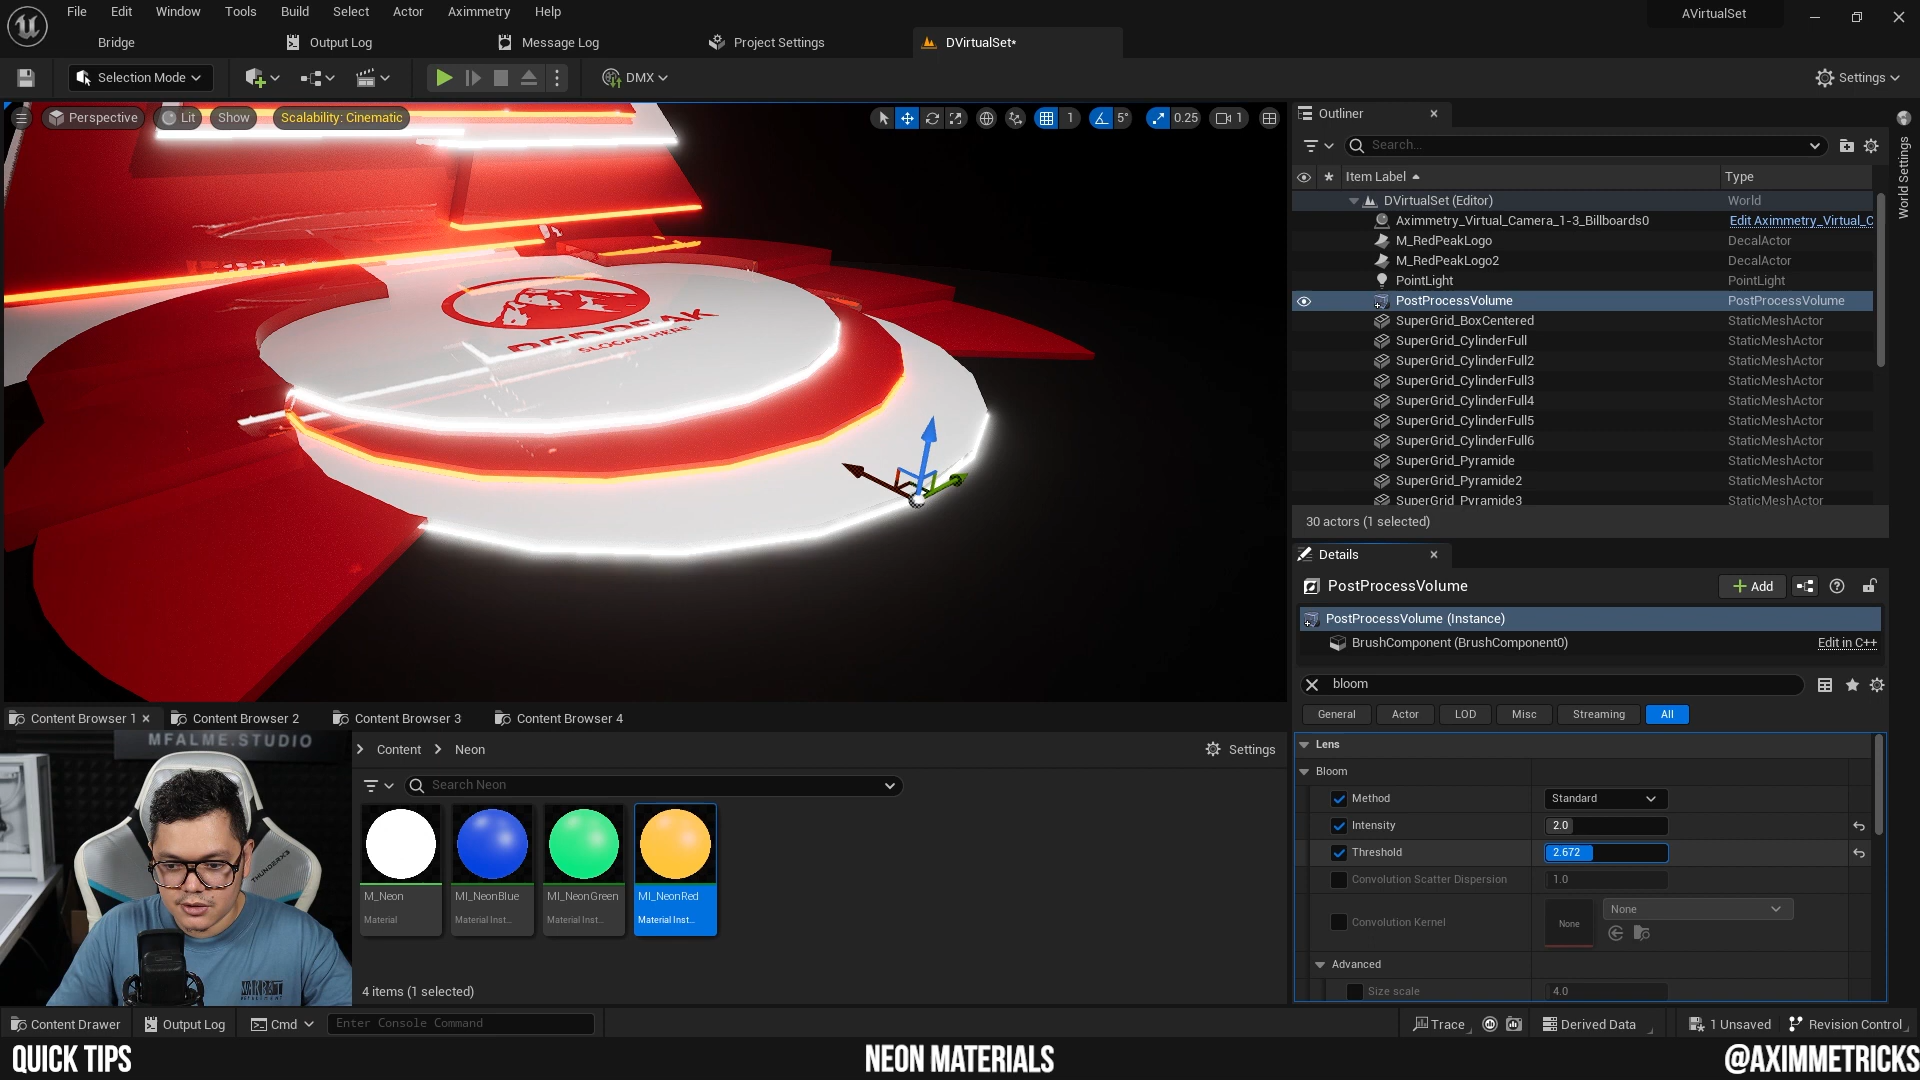 File Edit Window Tools Build Select Actor Aximmetry Help
AVirtualSet
Bridge Output Log Message Log Project Settings DVirtualSet*
Selection Mode DMX Settings
Perspective Lit Show Scalability: Cinematic 1 5° 0.25 1
REDPEAK
SLOGAN HERE
Outliner
Search...
Item Label Type
DVirtualSet (Editor) World
Aximmetry_Virtual_Camera_1-3_Billboards0 Edit Aximmetry_Virtual_C
M_RedPeakLogo DecalActor
M_RedPeakLogo2 DecalActor
PointLight PointLight
PostProcessVolume PostProcessVolume
SuperGrid_BoxCentered StaticMeshActor
SuperGrid_CylinderFull StaticMeshActor
SuperGrid_CylinderFull2 StaticMeshActor
SuperGrid_CylinderFull3 StaticMeshActor
SuperGrid_CylinderFull4 StaticMeshActor
SuperGrid_CylinderFull5 StaticMeshActor
SuperGrid_CylinderFull6 StaticMeshActor
SuperGrid_Pyramide StaticMeshActor
SuperGrid_Pyramide2 StaticMeshActor
SuperGrid_Pyramide3 StaticMeshActor
30 actors (1 selected)
World Settings
Details
PostProcessVolume Add
PostProcessVolume (Instance)
BrushComponent (BrushComponent0) Edit in C++
bloom
General Actor LOD Misc Streaming All
Lens
Bloom
Method Standard
Intensity 2.0
Threshold 2.672
Convolution Scatter Dispersion 1.0
Convolution Kernel None None
Advanced
Size scale 4.0
Content Browser 1 Content Browser 2 Content Browser 3 Content Browser 4
MFALME.STUDIO
Content Neon Settings
Search Neon
M_Neon MI_NeonBlue MI_NeonGreen MI_NeonRed
Material Material Inst... Material Inst... Material Inst...
4 items (1 selected)
Content Drawer Output Log Cmd Enter Console Command Trace Derived Data 1 Unsaved Revision Control
QUICK TIPS NEON MATERIALS @AXIMMETRICKS